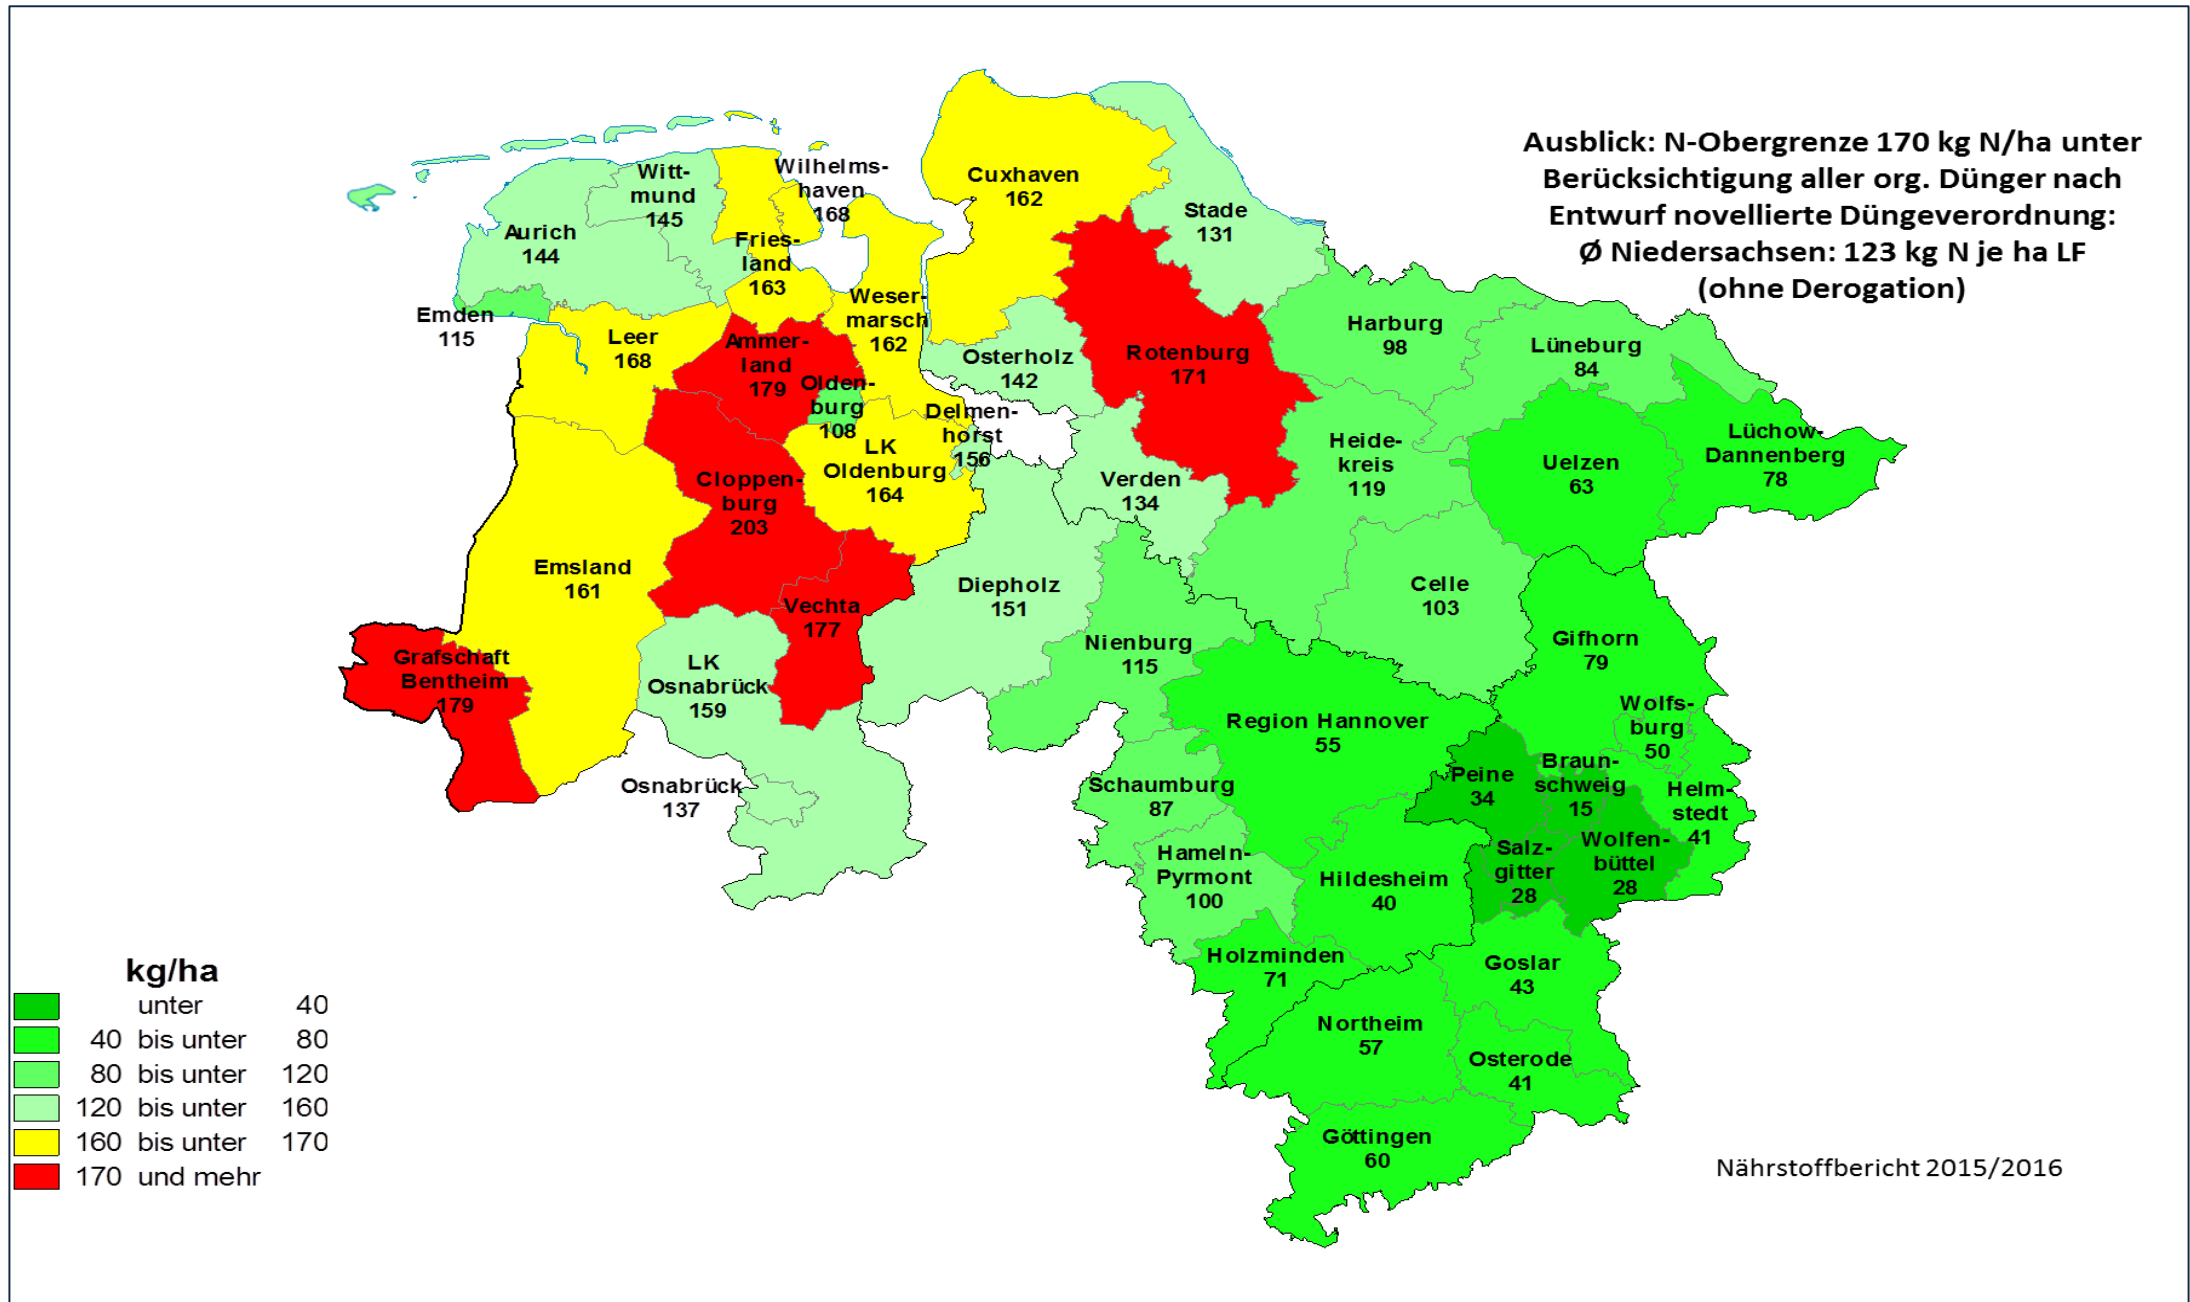 Ausblick: N-Obergrenze 170 kg N/ha unter
Berücksichtigung aller org. Dünger nach
Entwurf novellierte Düngeverordnung:
Ø Niedersachsen: 123 kg N je ha LF
(ohne Derogation)
Wilhelms-
haven
168
Witt-
mund
145
Aurich
144
Fries-
land
163
Emden
115
Leer
168
Weser-
marsch
162
Cuxhaven
162
Stade
131
Ammer-
land
179
Olden-
burg
108
Osterholz
142
Rotenburg
171
Harburg
98
Lüneburg
84
Delmen-
horst
156
LK
Oldenburg
164
Cloppen-
burg
203
Verden
134
Heide-
kreis
119
Uelzen
63
Lüchow-
Dannenberg
78
Emsland
161
Vechta
177
Diepholz
151
Celle
103
Nienburg
115
Gifhorn
79
Grafschaft
Bentheim
179
LK
Osnabrück
159
Region Hannover
55
Wolfs-
burg
50
Osnabrück
137
Schaumburg
87
Peine
34
Braun-
schweig
15
Helm-
stedt
41
Hameln-
Pyrmont
100
Hildesheim
40
Salz-
gitter
28
Wolfen-
büttel
28
Holzminden
71
Goslar
43
Northeim
57
Osterode
41
Göttingen
60
kg/ha
unter 40
40 bis unter 80
80 bis unter 120
120 bis unter 160
160 bis unter 170
170 und mehr
Nährstoffbericht 2015/2016